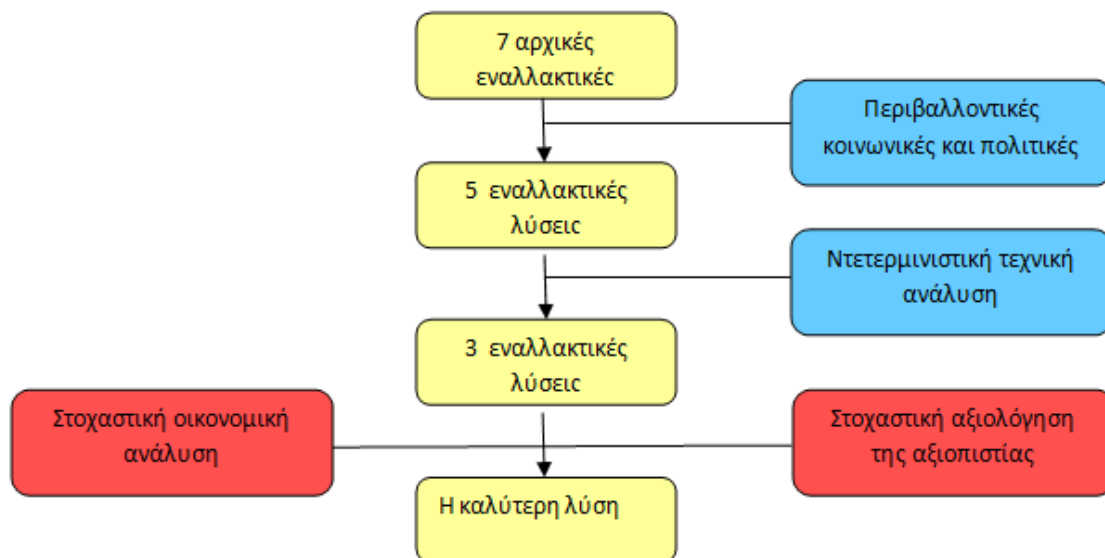 7 αρχικές
εναλλακτικές
Περιβαλλοντικές
κοινωνικές και πολιτικές
5 εναλλακτικές
λύσεις
Ντετερμινιστική τεχνική
ανάλυση
3 εναλλακτικές
λύσεις
Στοχαστική οικονομική
ανάλυση
Στοχαστική αξιολόγηση
της αξιοπιστίας
Η καλύτερη λύση